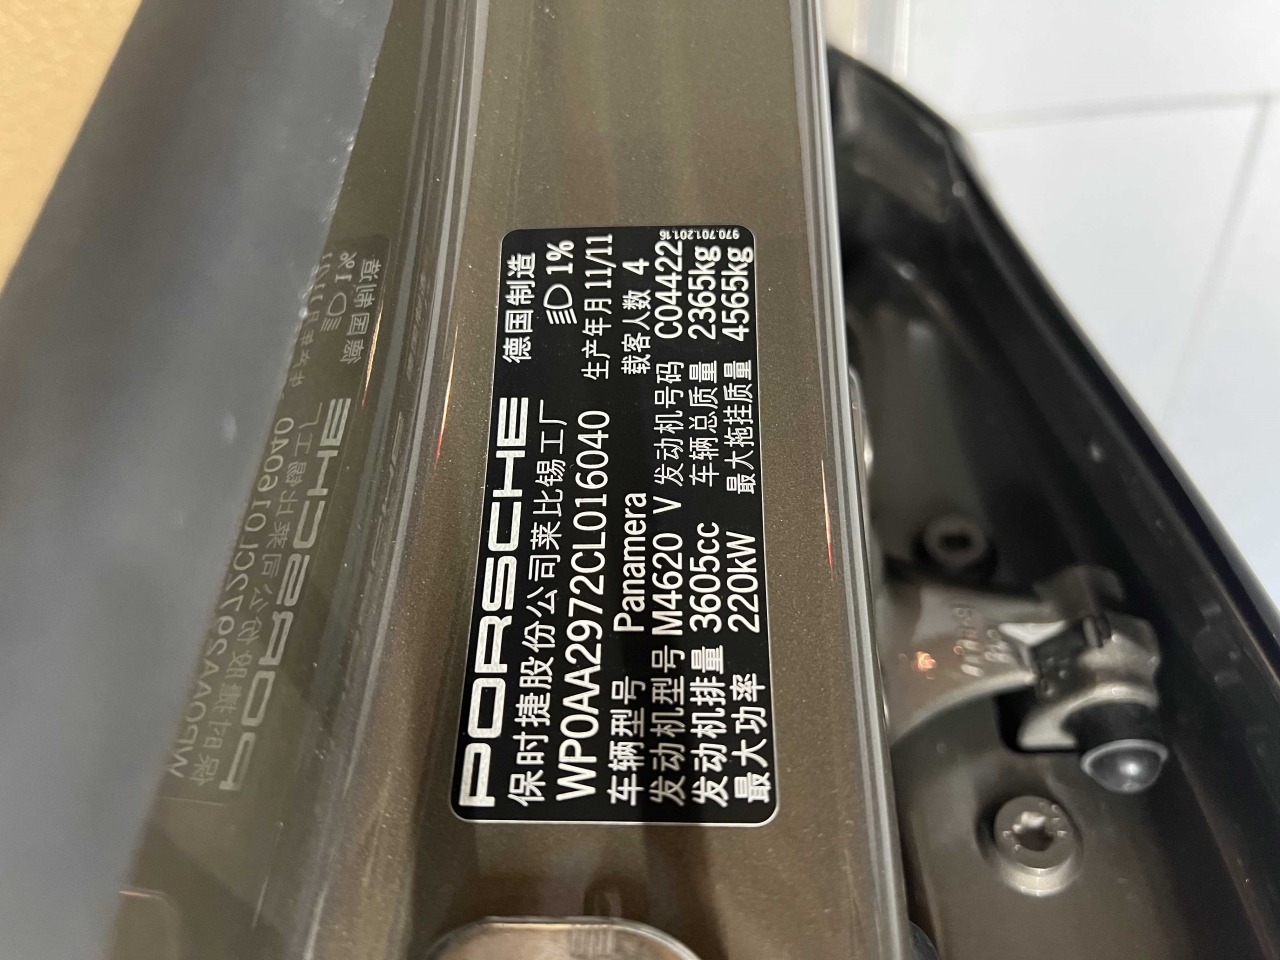 PORSCHE 德国制造
保时捷股份公司莱比锡工厂 1%
WP0AA2972CL016040 生产年月 11/11
车辆型号 Panamera 载客人数 4
发动机型号 M4620 V 发动机号码 C04422
发动机排量 3605cc 车辆总质量 2365kg
最大功率 220kW 最大拖挂质量 4565kg
970.701.201.16